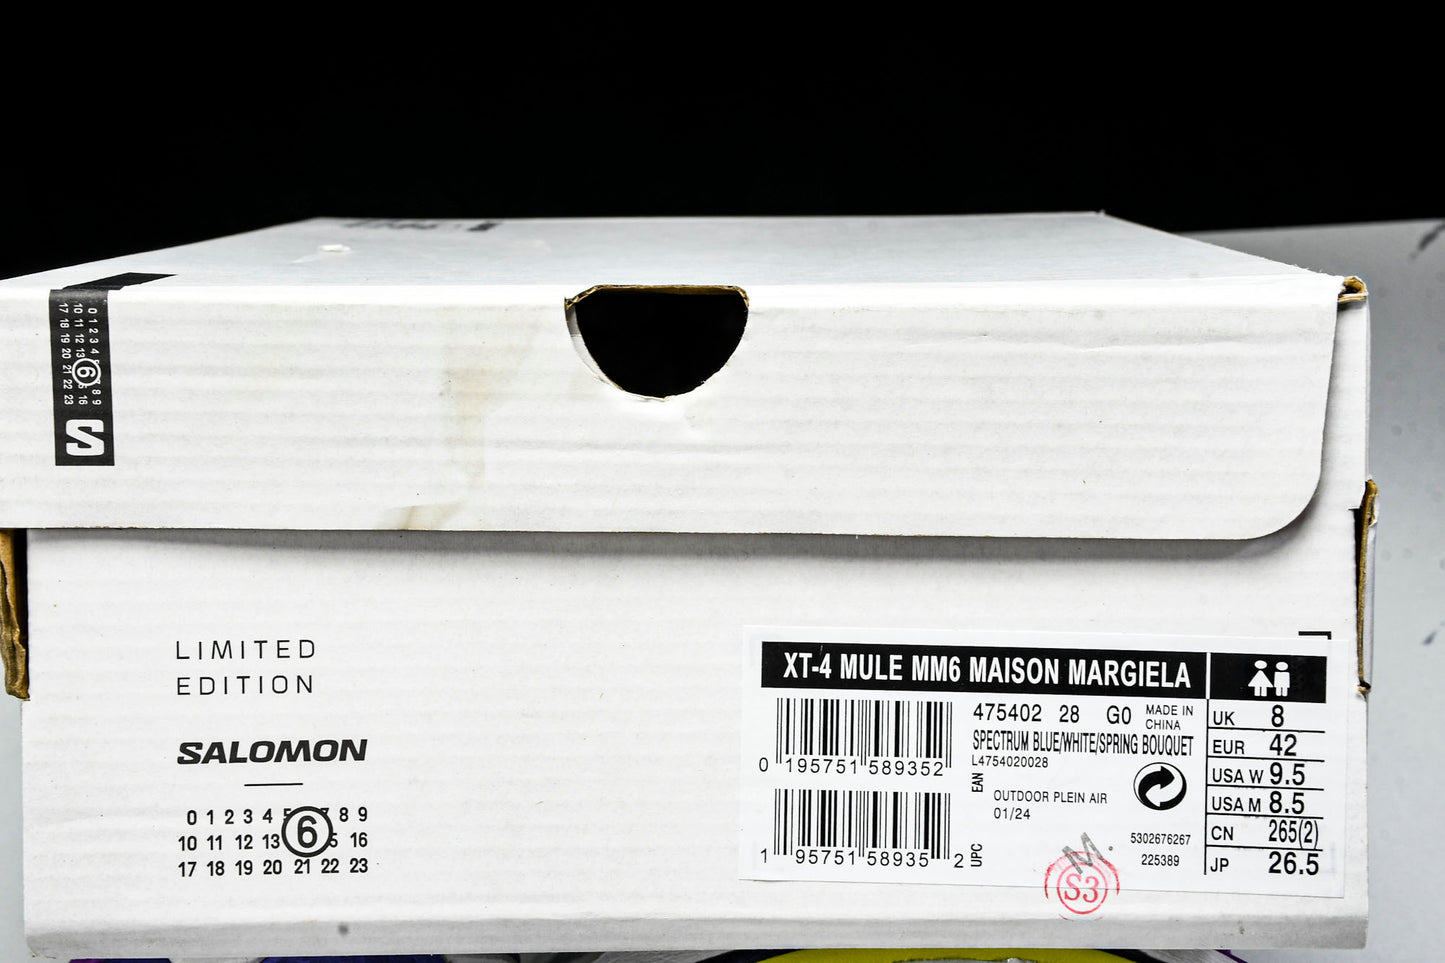 0 1 2 3 4
10 11 12 13 6 8 9
17 18 19 20 21 22 23 16
S
LIMITED
EDITION
SALOMON
0 1 2 3 4 5 6 7 8 9
10 11 12 13 16
17 18 19 20 21 22 23
XT-4 MULE MM6 MAISON MARGIELA
475402 28 G0 MADE IN CHINA
SPECTRUM BLUE/WHITE/SPRING BOUQUET
L4754020028
0 195751 589352
EAN
OUTDOOR PLEIN AIR
01/24
1 95751 58935 2
UPC
5302676267
225389
M.
S3
UK 8
EUR 42
USA W 9.5
USA M 8.5
CN 265(2)
JP 26.5